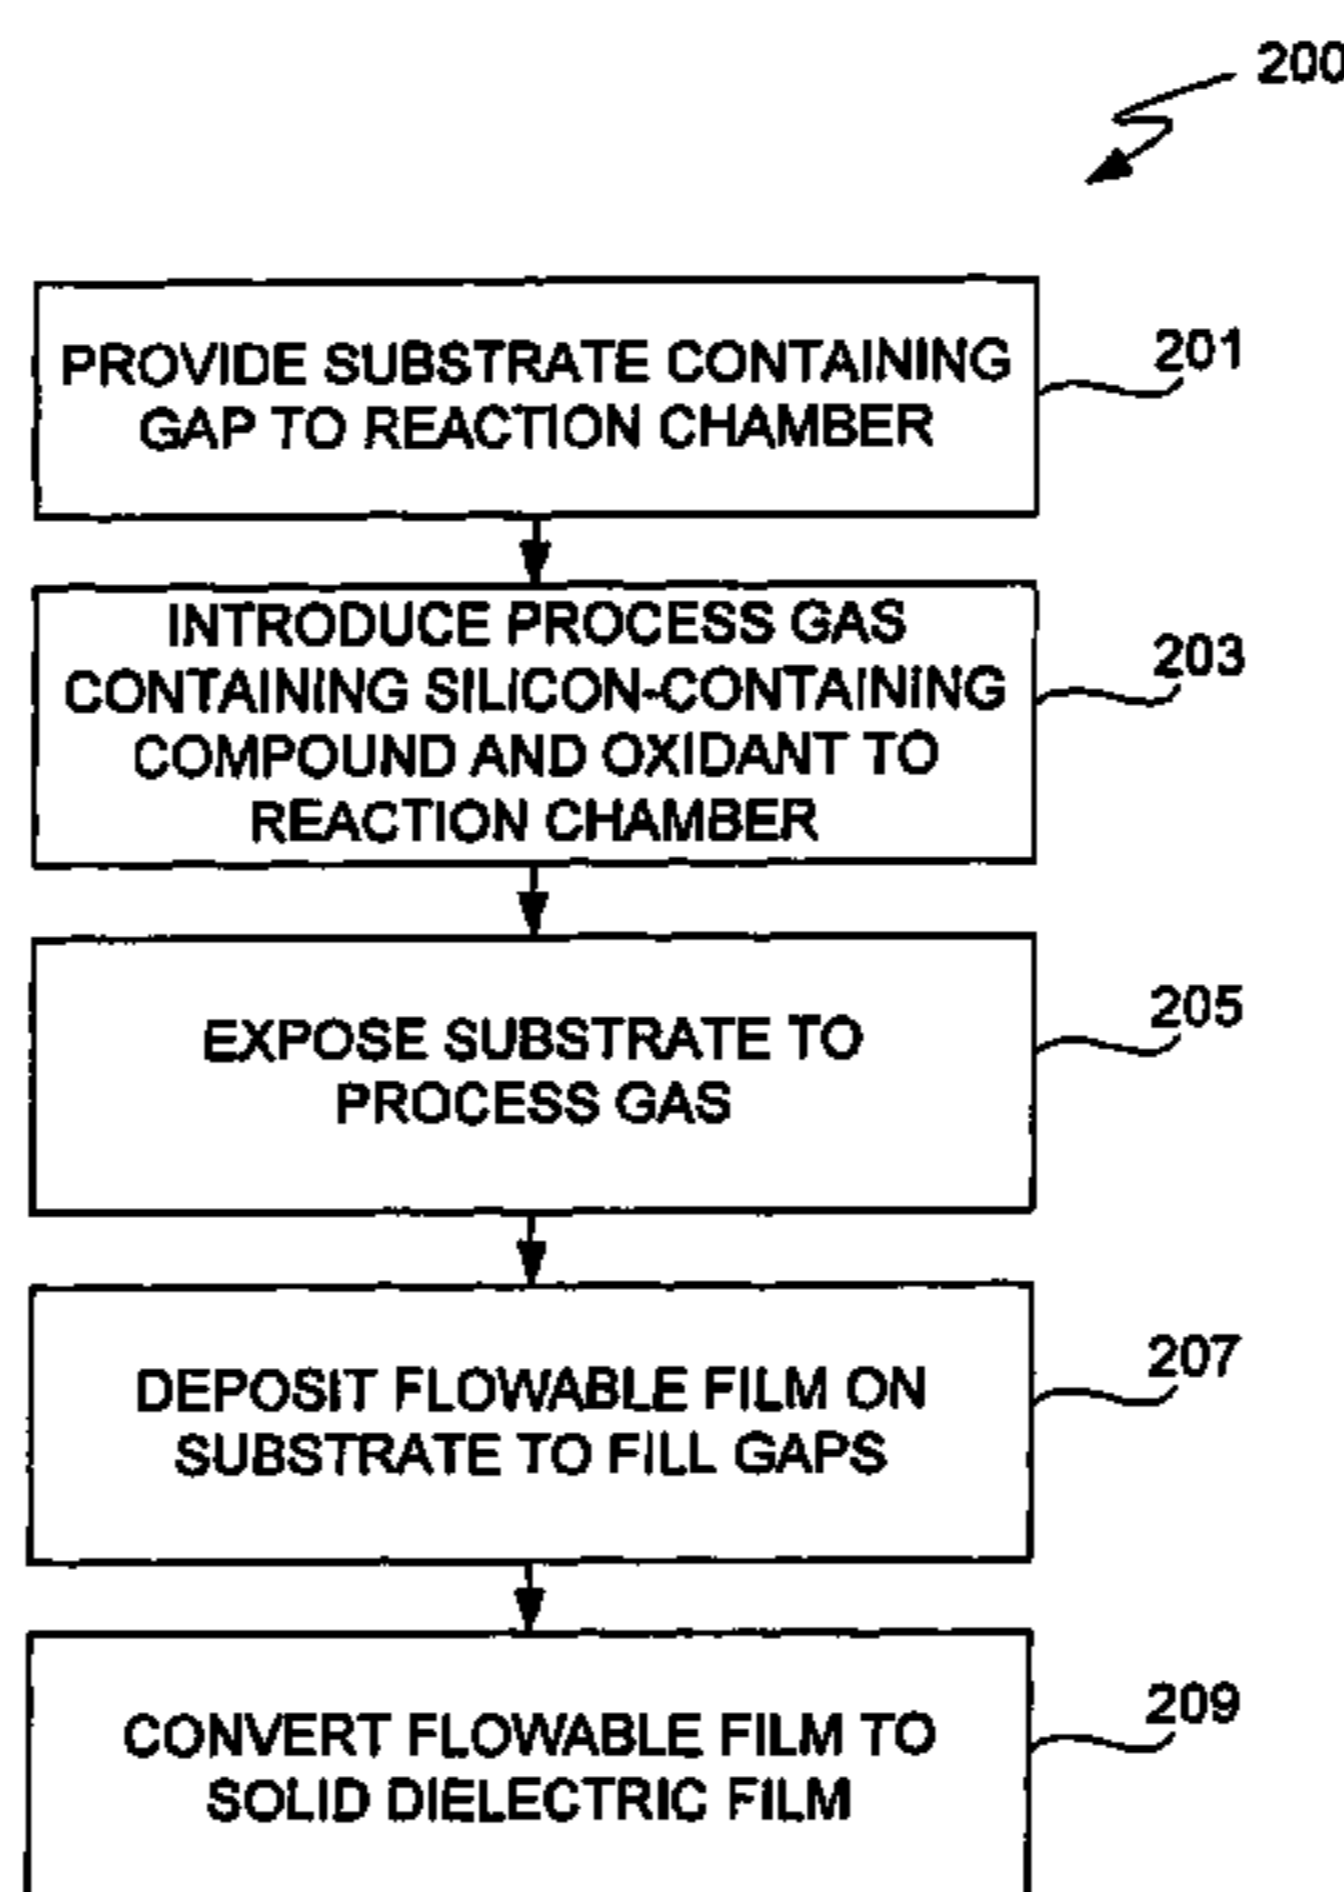 200
PROVIDE SUBSTRATE CONTAINING
GAP TO REACTION CHAMBER
201
INTRODUCE PROCESS GAS
CONTAINING SILICON-CONTAINING
COMPOUND AND OXIDANT TO
REACTION CHAMBER
203
EXPOSE SUBSTRATE TO
PROCESS GAS
205
DEPOSIT FLOWABLE FILM ON
SUBSTRATE TO FILL GAPS
207
CONVERT FLOWABLE FILM TO
SOLID DIELECTRIC FILM
209